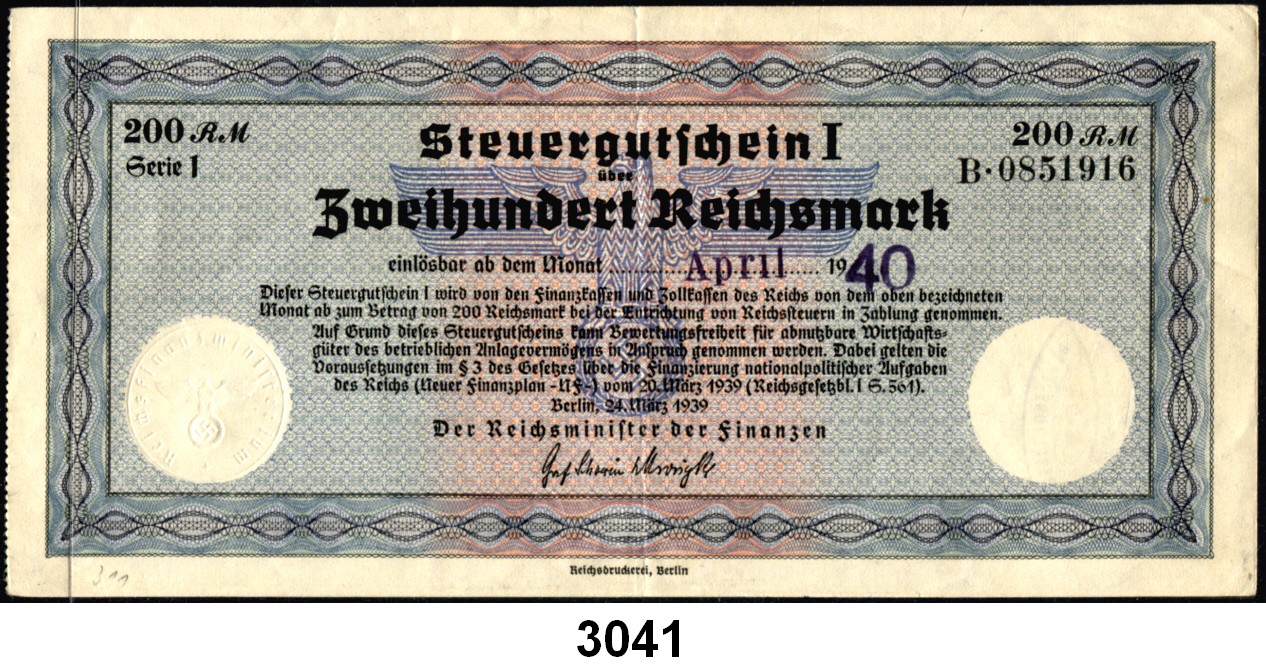 200 RM
Serie I
Steuergutschein I
über
Zweihundert Reichsmark
200 RM
B·0851916
einlösbar ab dem Monat ............April...... 1940
Dieser Steuergutschein I wird von den Finanzkassen und Zollkassen des Reichs von dem oben bezeichneten
Monat ab zum Betrag von 200 Reichsmark bei der Entrichtung von Reichssteuern in Zahlung genommen.
Auf Grund dieses Steuergutscheins kann Bewertungsfreiheit für abnutzbare Wirtschafts-
güter des betrieblichen Anlagevermögens in Anspruch genommen werden. Dabei gelten die
Voraussetzungen im § 3 des Gesetzes über die Finanzierung nationalpolitischer Aufgaben
des Reichs (Neuer Finanzplan -NF-) vom 20. März 1939 (Reichsgesetzbl. I S. 561).
Berlin, 24. März 1939
Der Reichsminister der Finanzen
Graf Schwerin Krosigk
Reichsfinanzministerium
Reichsdruckerei, Berlin
311
3041